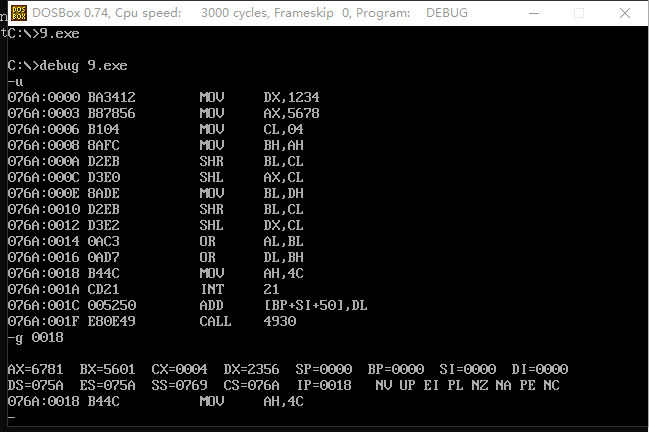 DOS
BOX
DOSBox 0.74, Cpu speed: 3000 cycles, Frameskip 0, Program: DEBUG
n
t
C:\>9.exe
C:\>debug 9.exe
-u
076A:0000 BA3412 MOV DX,1234
076A:0003 B87856 MOV AX,5678
076A:0006 B104 MOV CL,04
076A:0008 8AFC MOV BH,AH
076A:000A D2EB SHR BL,CL
076A:000C D3E0 SHL AX,CL
076A:000E 8ADE MOV BL,DH
076A:0010 D2EB SHR BL,CL
076A:0012 D3E2 SHL DX,CL
076A:0014 0AC3 OR AL,BL
076A:0016 0AD7 OR DL,BH
076A:0018 B44C MOV AH,4C
076A:001A CD21 INT 21
076A:001C 005250 ADD [BP+SI+50],DL
076A:001F E80E49 CALL 4930
-g 0018
AX=6781 BX=5601 CX=0004 DX=2356 SP=0000 BP=0000 SI=0000 DI=0000
DS=075A ES=075A SS=0769 CS=076A IP=0018 NV UP EI PL NZ NA PE NC
076A:0018 B44C MOV AH,4C
-